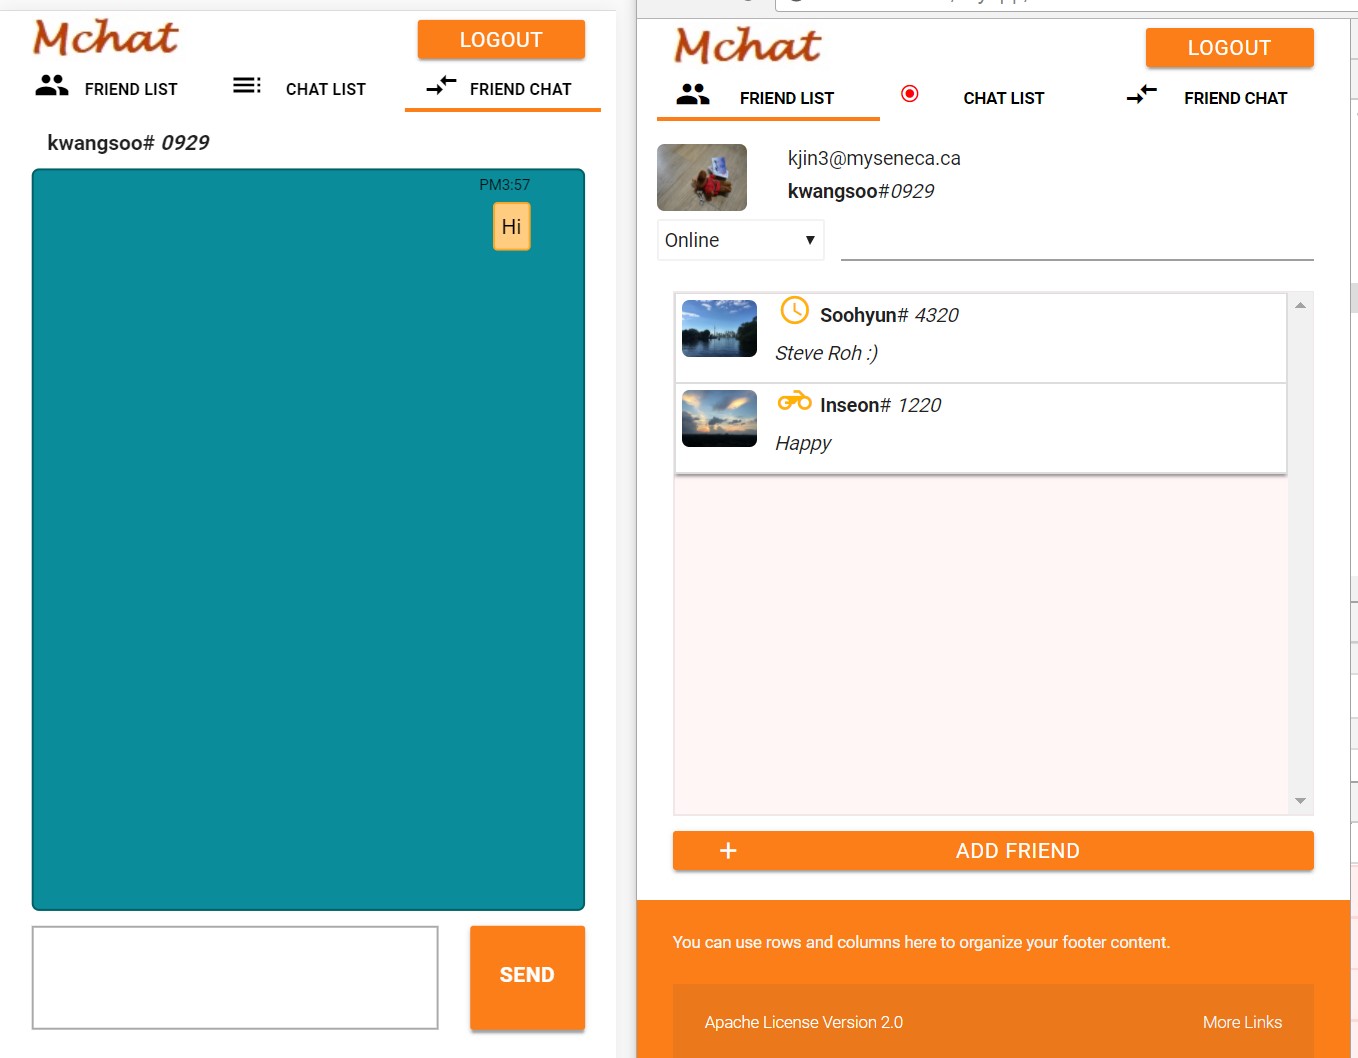 Mchat
LOGOUT
FRIEND LIST
CHAT LIST
FRIEND CHAT
kwangsoo# 0929
PM3:57
Hi
SEND
Mchat
LOGOUT
FRIEND LIST
CHAT LIST
FRIEND CHAT
kjin3@myseneca.ca
kwangsoo#0929
Online
Soohyun# 4320
Steve Roh :)
Inseon# 1220
Happy
+ ADD FRIEND
You can use rows and columns here to organize your footer content.
Apache License Version 2.0
More Links